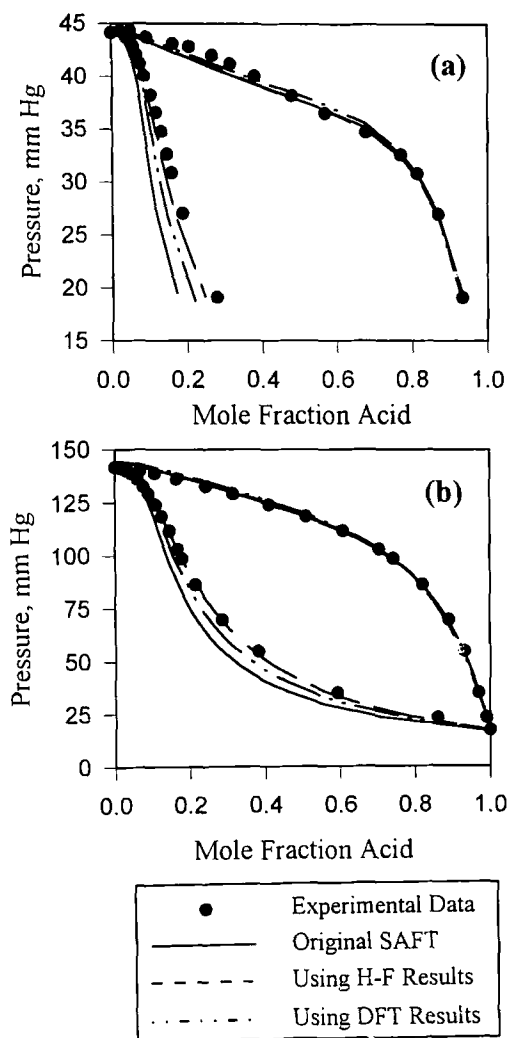 45
40
35
30
25
20
15
Pressure, mm Hg
(a)
0.0 0.2 0.4 0.6 0.8 1.0
Mole Fraction Acid
150
125
100
75
50
25
0
Pressure, mm Hg
(b)
0.0 0.2 0.4 0.6 0.8 1.0
Mole Fraction Acid
Experimental Data
Original SAFT
Using H-F Results
Using DFT Results